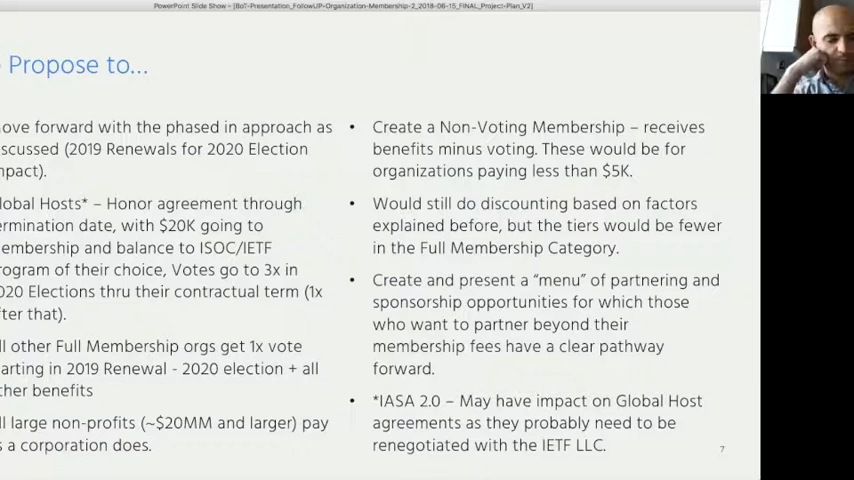 PowerPoint Slide Show - [BoT-Presentation_FollowUP-Organization-Membership-2_2018-06-15_FINAL_Project-Plan_V2]
Propose to...
ove forward with the phased in approach as
scussed (2019 Renewals for 2020 Election
mpact).
lobal Hosts* – Honor agreement through
ermination date, with $20K going to
embership and balance to ISOC/IETF
rogram of their choice, Votes go to 3x in
020 Elections thru their contractual term (1x
fter that).
ll other Full Membership orgs get 1x vote
arting in 2019 Renewal - 2020 election + all
ther benefits
ll large non-profits (~$20MM and larger) pay
s a corporation does.
• Create a Non-Voting Membership – receives
benefits minus voting. These would be for
organizations paying less than $5K.
• Would still do discounting based on factors
explained before, but the tiers would be fewer
in the Full Membership Category.
• Create and present a “menu” of partnering and
sponsorship opportunities for which those
who want to partner beyond their
membership fees have a clear pathway
forward.
• *IASA 2.0 – May have impact on Global Host
agreements as they probably need to be
renegotiated with the IETF LLC.
7